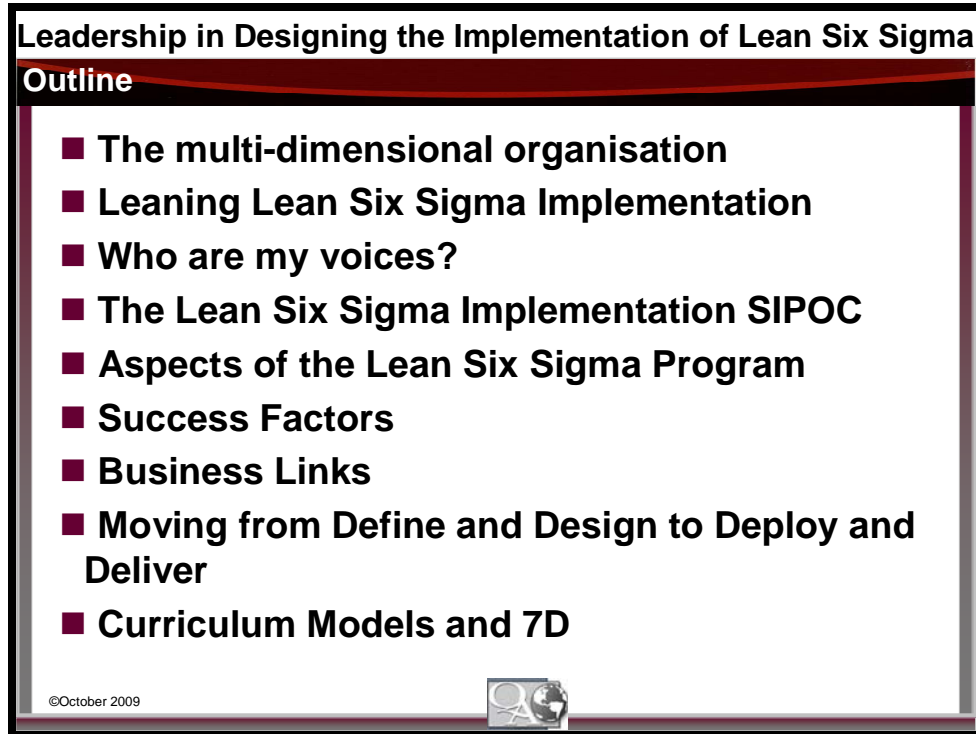 Leadership in Designing the Implementation of Lean Six Sigma
Outline
The multi-dimensional organisation
Leaning Lean Six Sigma Implementation
Who are my voices?
The Lean Six Sigma Implementation SIPOC
Aspects of the Lean Six Sigma Program
Success Factors
Business Links
Moving from Define and Design to Deploy and
Deliver
Curriculum Models and 7D
©October 2009